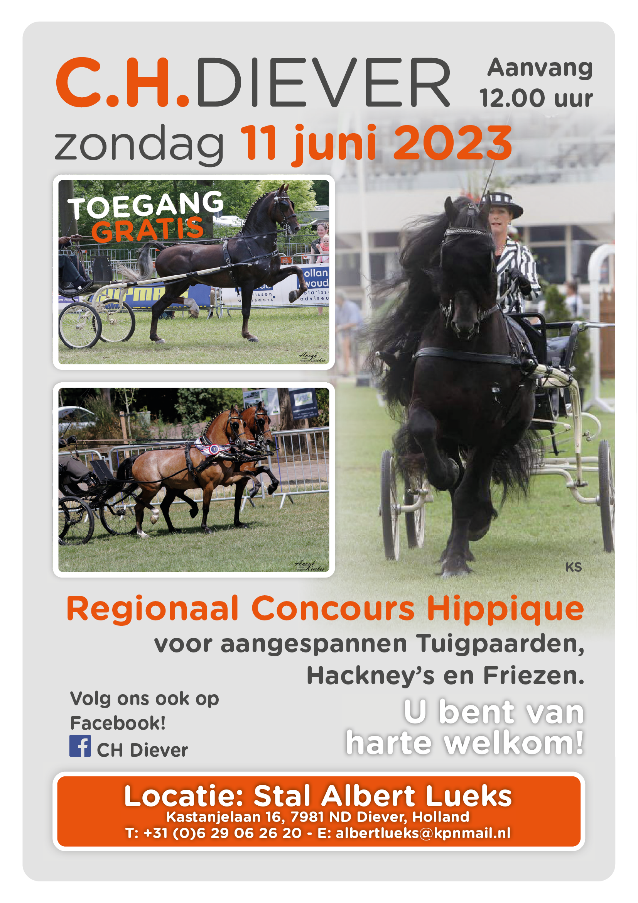 C.H.DIEVER
Aanvang
12.00 uur
zondag 11 juni 2023
TOEGANG
GRATIS
KS
Regionaal Concours Hippique
voor aangespannen Tuigpaarden,
Hackney's en Friezen.
Volg ons ook op
Facebook!
f CH Diever
U bent van
harte welkom!
Locatie: Stal Albert Lueks
Kastanjelaan 16, 7981 ND Diever, Holland
T: +31 (0)6 29 06 26 20 - E: albertlueks@kpnmail.nl